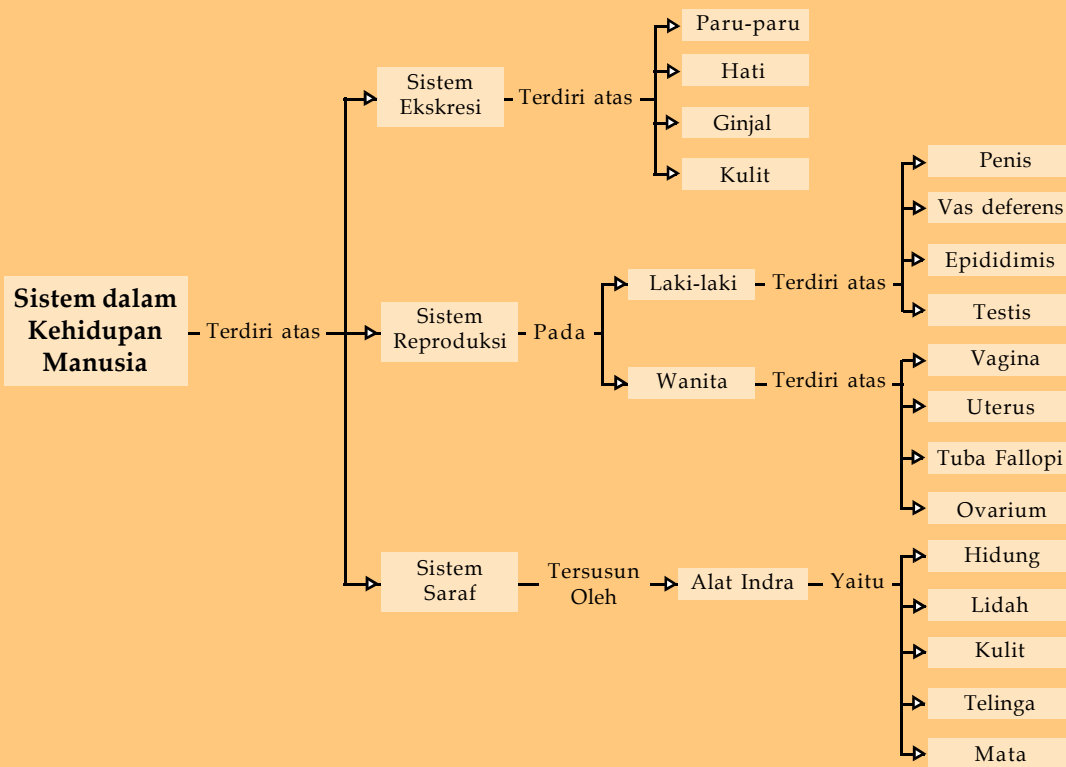 Sistem dalam
Kehidupan
Manusia
Terdiri atas
Sistem
Ekskresi
Terdiri atas
Paru-paru
Hati
Ginjal
Kulit
Sistem
Reproduksi
Pada
Laki-laki
Terdiri atas
Penis
Vas deferens
Epididimis
Testis
Wanita
Terdiri atas
Vagina
Uterus
Tuba Fallopi
Ovarium
Sistem
Saraf
Tersusun
Oleh
Alat Indra
Yaitu
Hidung
Lidah
Kulit
Telinga
Mata